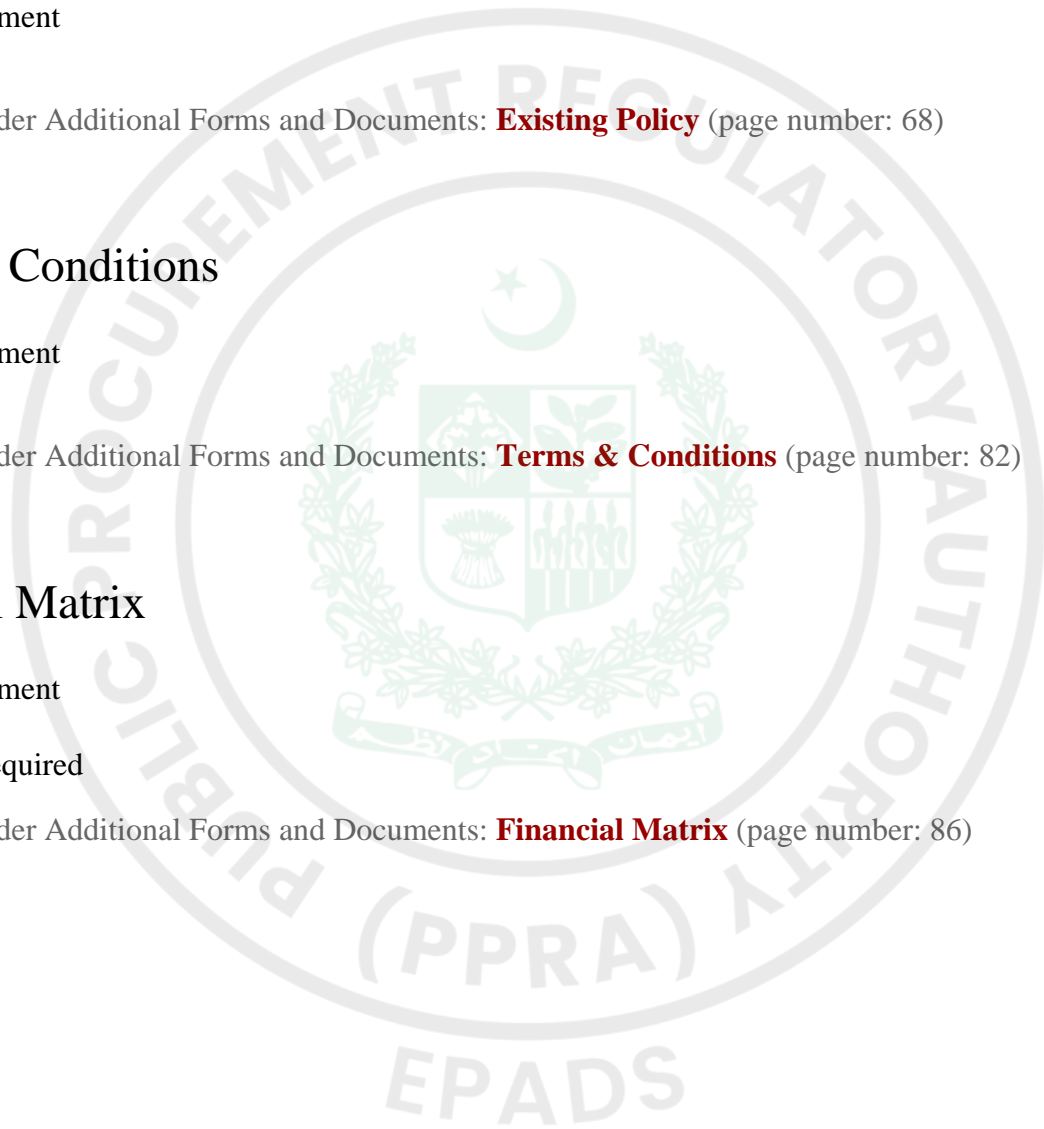 ment
der Additional Forms and Documents: Existing Policy (page number: 68)
Conditions
ment
der Additional Forms and Documents: Terms & Conditions (page number: 82)
Matrix
ment
quired
der Additional Forms and Documents: Financial Matrix (page number: 86)
PUBLIC PROCUREMENT REGULATORY AUTHORITY
(PPRA)
EPADS